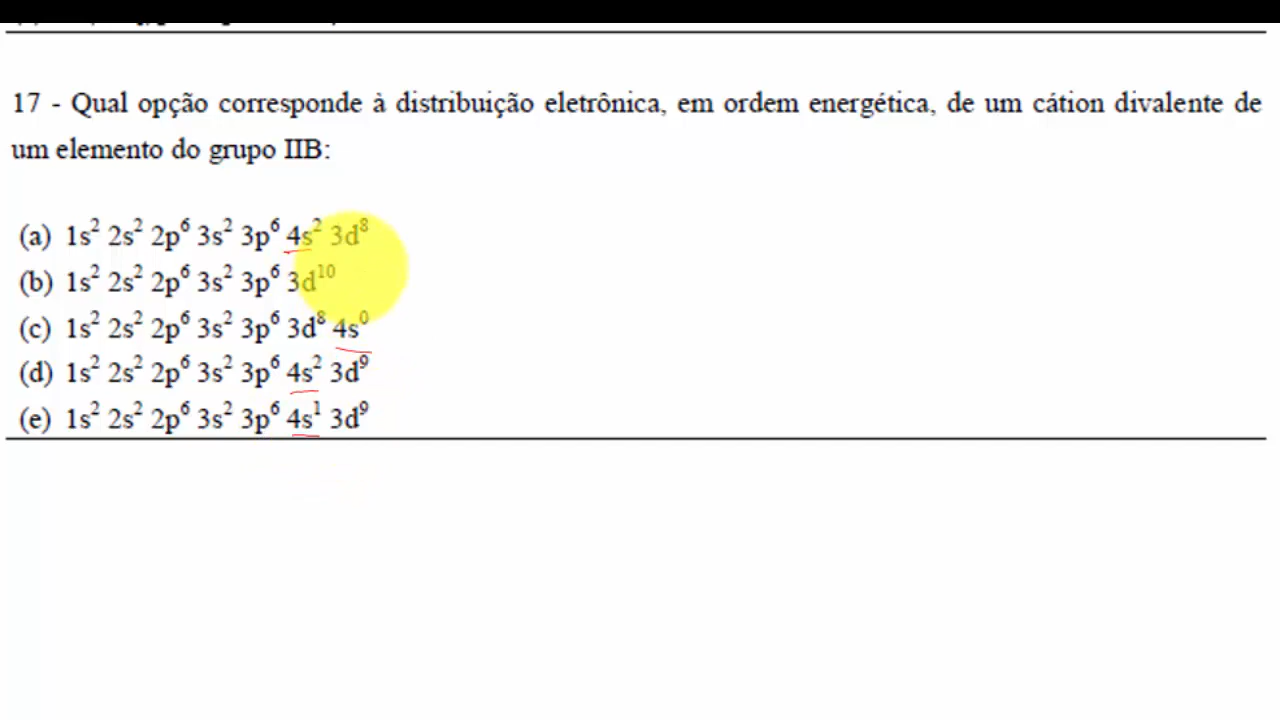 17 - Qual opção corresponde à distribuição eletrônica, em ordem energética, de um cátion divalente de
um elemento do grupo IIB:
(a) 1s² 2s² 2p⁶ 3s² 3p⁶ 4s² 3d⁸
(b) 1s² 2s² 2p⁶ 3s² 3p⁶ 3d¹⁰
(c) 1s² 2s² 2p⁶ 3s² 3p⁶ 3d⁸ 4s⁰
(d) 1s² 2s² 2p⁶ 3s² 3p⁶ 4s² 3d⁹
(e) 1s² 2s² 2p⁶ 3s² 3p⁶ 4s¹ 3d⁹